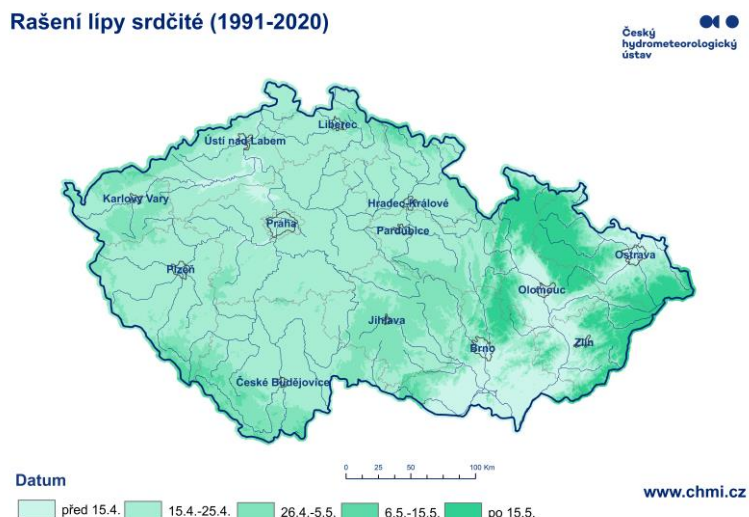 Rašení lípy srdčité (1991-2020)
Český
hydrometeorologický
ústav
Liberec
Ústí nad Labem
Karlovy Vary
Hradec Králové
Praha
Pardubice
Ostrava
Plzeň
Olomouc
Jihlava
Zlín
Brno
České Budějovice
Datum
0 25 50 100 Km
www.chmi.cz
před 15.4. 15.4.-25.4. 26.4.-5.5. 6.5.-15.5. po 15.5.